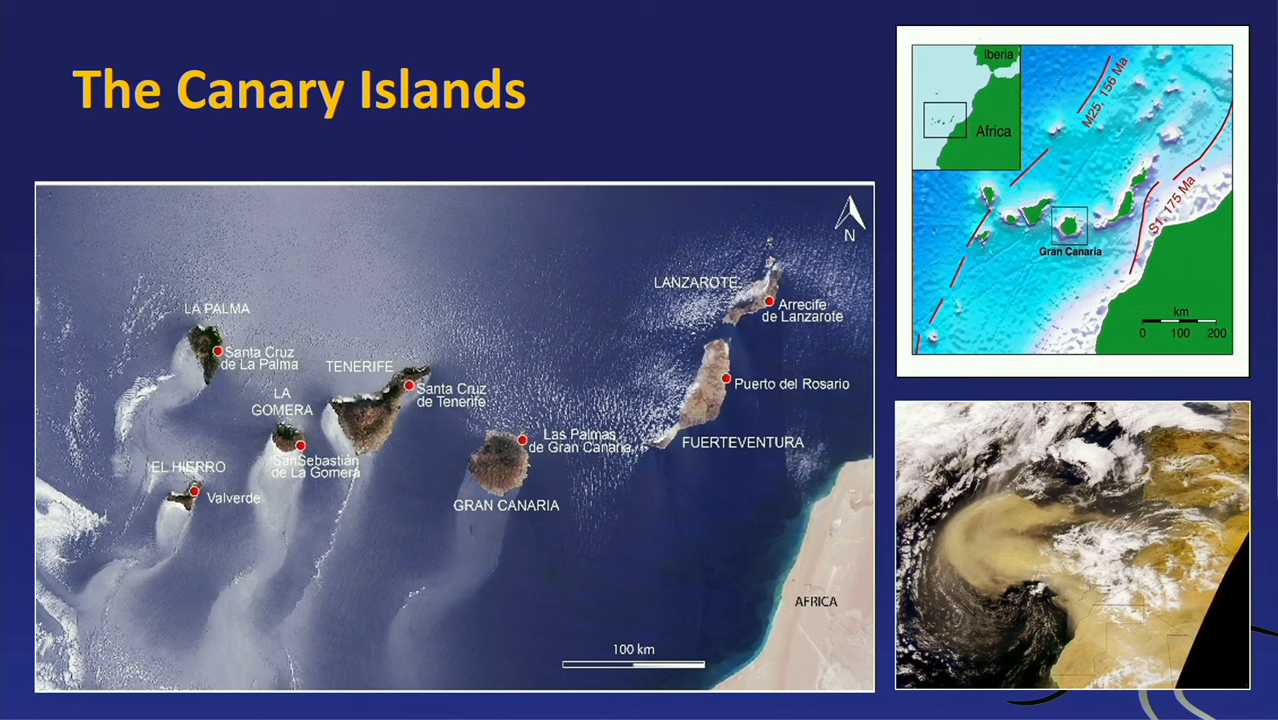 The Canary Islands
N
LA PALMA
Santa Cruz
de La Palma
TENERIFE
Santa Cruz
de Tenerife
LA
GOMERA
SanSebastián
de La Gomera
EL HIERRO
Valverde
Las Palmas
de Gran Canaria
GRAN CANARIA
LANZAROTE
Arrecife
de Lanzarote
Puerto del Rosario
FUERTEVENTURA
AFRICA
100 km
Iberia
Africa
M25, 156 Ma
S1, 175 Ma
Gran Canaria
km
0 100 200